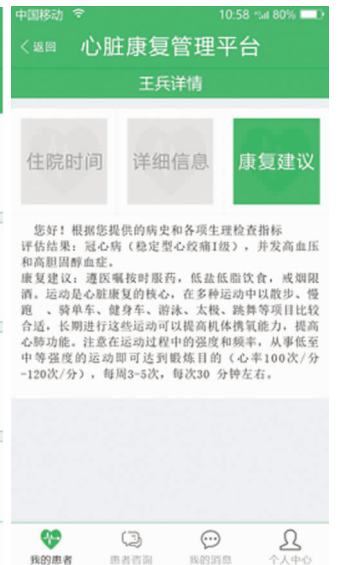 中国移动 10:58 80%
返回 心脏康复管理平台
王兵详情
住院时间 详细信息 康复建议
您好！根据您提供的病史和各项生理检查指标
评估结果：冠心病（稳定型心绞痛I级），并发高血压
和高胆固醇血症。
康复建议：遵医嘱按时服药，低盐低脂饮食，戒烟限
酒。运动是心脏康复的核心，在多种运动中以散步、慢
跑 、骑单车、健身车、游泳、太极、跳舞等项目比较
合适，长期进行这些运动可以提高机体携氧能力，提高
心肺功能。注意在运动过程中的强度和频率，从事低至
中等强度的运动即可达到锻炼目的（心率100次/分
-120次/分），每周3-5次，每次30 分钟左右。
我的患者 患者咨询 我的消息 个人中心